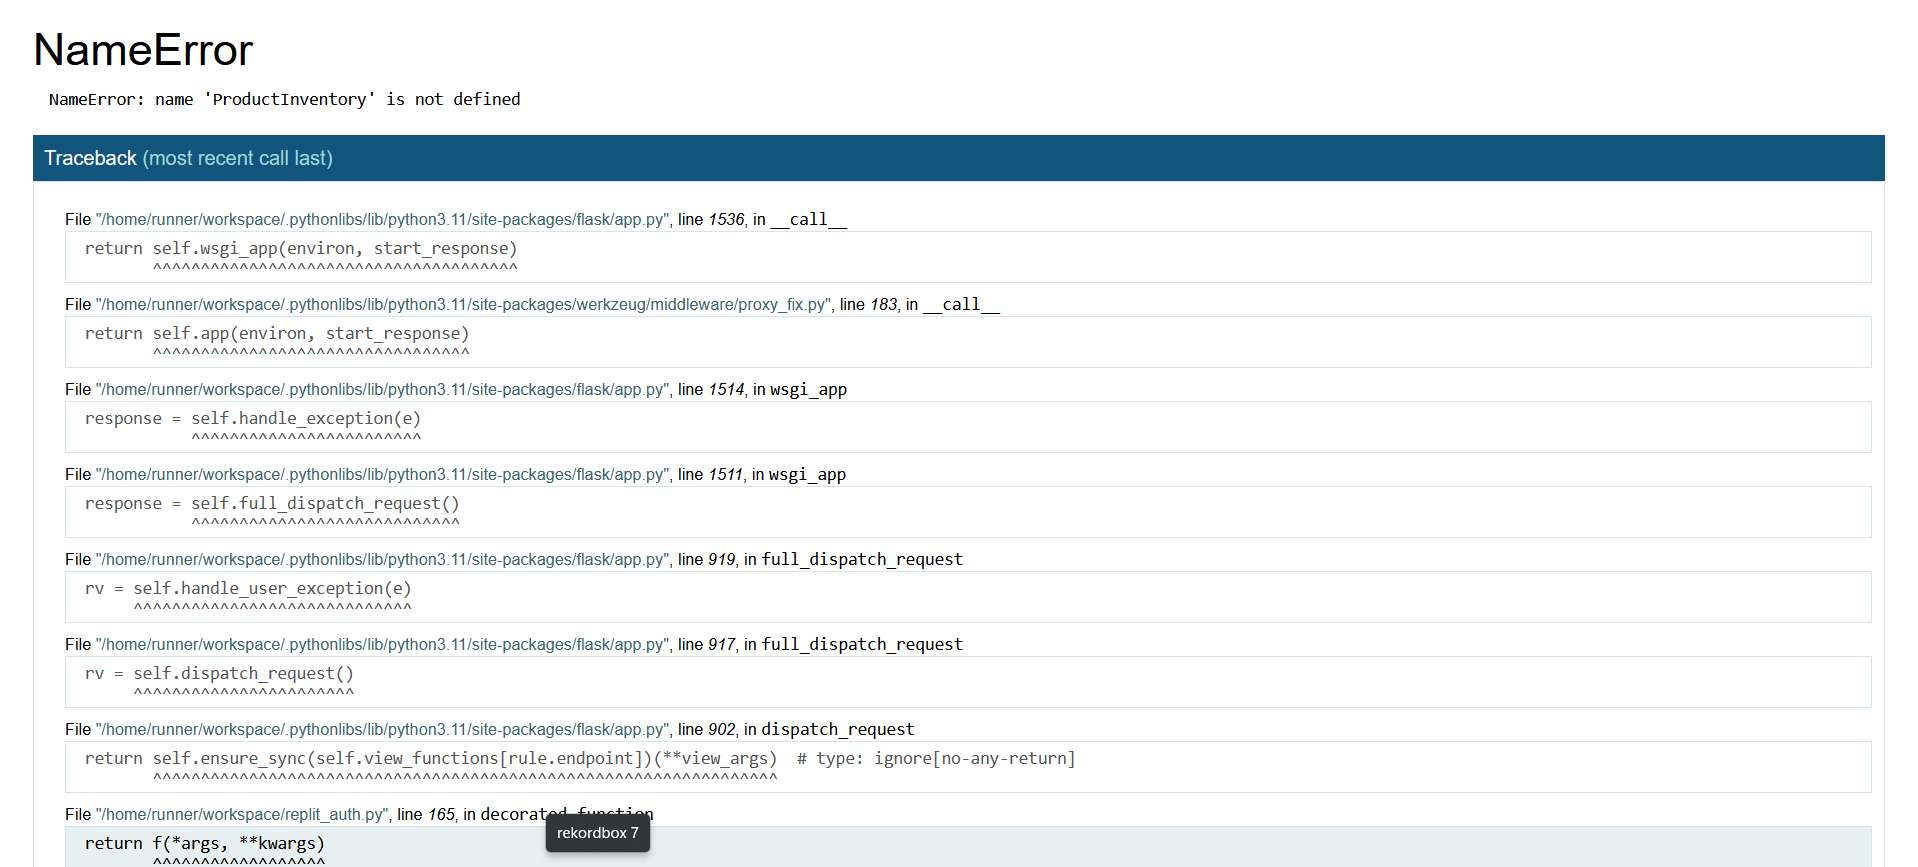 NameError
NameError: name 'ProductInventory' is not defined
Traceback (most recent call last)
File "/home/runner/workspace/.pythonlibs/lib/python3.11/site-packages/flask/app.py", line 1536, in __call__
return self.wsgi_app(environ, start_response)
^^^^^^^^^^^^^^^^^^^^^^^^^^^^^^^^^^^^^^
File "/home/runner/workspace/.pythonlibs/lib/python3.11/site-packages/werkzeug/middleware/proxy_fix.py", line 183, in __call__
return self.app(environ, start_response)
^^^^^^^^^^^^^^^^^^^^^^^^^^^^^^^^^
File "/home/runner/workspace/.pythonlibs/lib/python3.11/site-packages/flask/app.py", line 1514, in wsgi_app
response = self.handle_exception(e)
^^^^^^^^^^^^^^^^^^^^^^^^
File "/home/runner/workspace/.pythonlibs/lib/python3.11/site-packages/flask/app.py", line 1511, in wsgi_app
response = self.full_dispatch_request()
^^^^^^^^^^^^^^^^^^^^^^^^^^^^
File "/home/runner/workspace/.pythonlibs/lib/python3.11/site-packages/flask/app.py", line 919, in full_dispatch_request
rv = self.handle_user_exception(e)
^^^^^^^^^^^^^^^^^^^^^^^^^^^^^
File "/home/runner/workspace/.pythonlibs/lib/python3.11/site-packages/flask/app.py", line 917, in full_dispatch_request
rv = self.dispatch_request()
^^^^^^^^^^^^^^^^^^^^^^^
File "/home/runner/workspace/.pythonlibs/lib/python3.11/site-packages/flask/app.py", line 902, in dispatch_request
return self.ensure_sync(self.view_functions[rule.endpoint])(**view_args)  # type: ignore[no-any-return]
^^^^^^^^^^^^^^^^^^^^^^^^^^^^^^^^^^^^^^^^^^^^^^^^^^^^^^^^^^^^^^^^^
File "/home/runner/workspace/replit_auth.py", line 165, in decorated_function
rekordbox 7
return f(*args, **kwargs)
^^^^^^^^^^^^^^^^^^